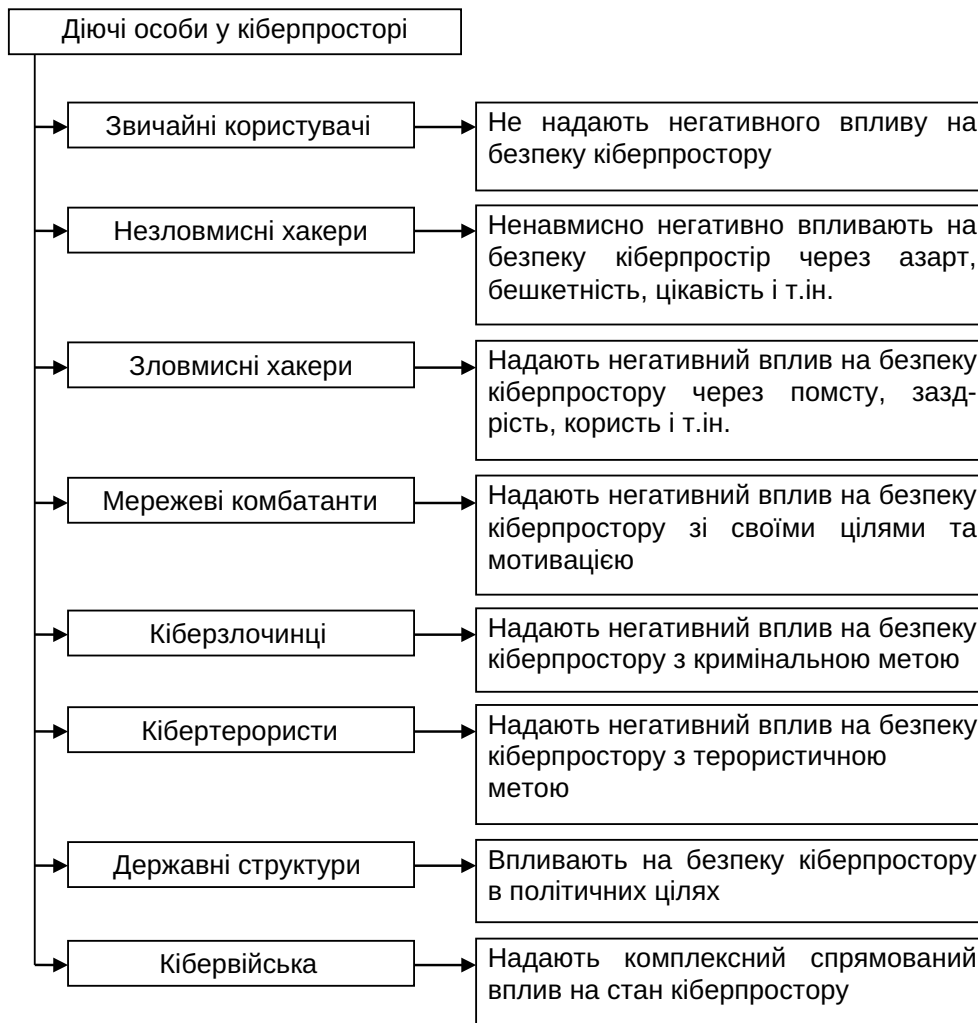 Діючі особи у кіберпросторі
Звичайні користувачі
Не надають негативного впливу на
безпеку кіберпростору
Незловмисні хакери
Ненавмисно негативно впливають на
безпеку кіберпростір через азарт,
бешкетність, цікавість і т.ін.
Зловмисні хакери
Надають негативний вплив на безпеку
кіберпростору через помсту, зазд-
рість, користь і т.ін.
Мережеві комбатанти
Надають негативний вплив на безпеку
кіберпростору зі своїми цілями та
мотивацією
Кіберзлочинці
Надають негативний вплив на безпеку
кіберпростору з кримінальною метою
Кібертерористи
Надають негативний вплив на безпеку
кіберпростору з терористичною
метою
Державні структури
Впливають на безпеку кіберпростору
в політичних цілях
Кібервійська
Надають комплексний спрямований
вплив на стан кіберпростору